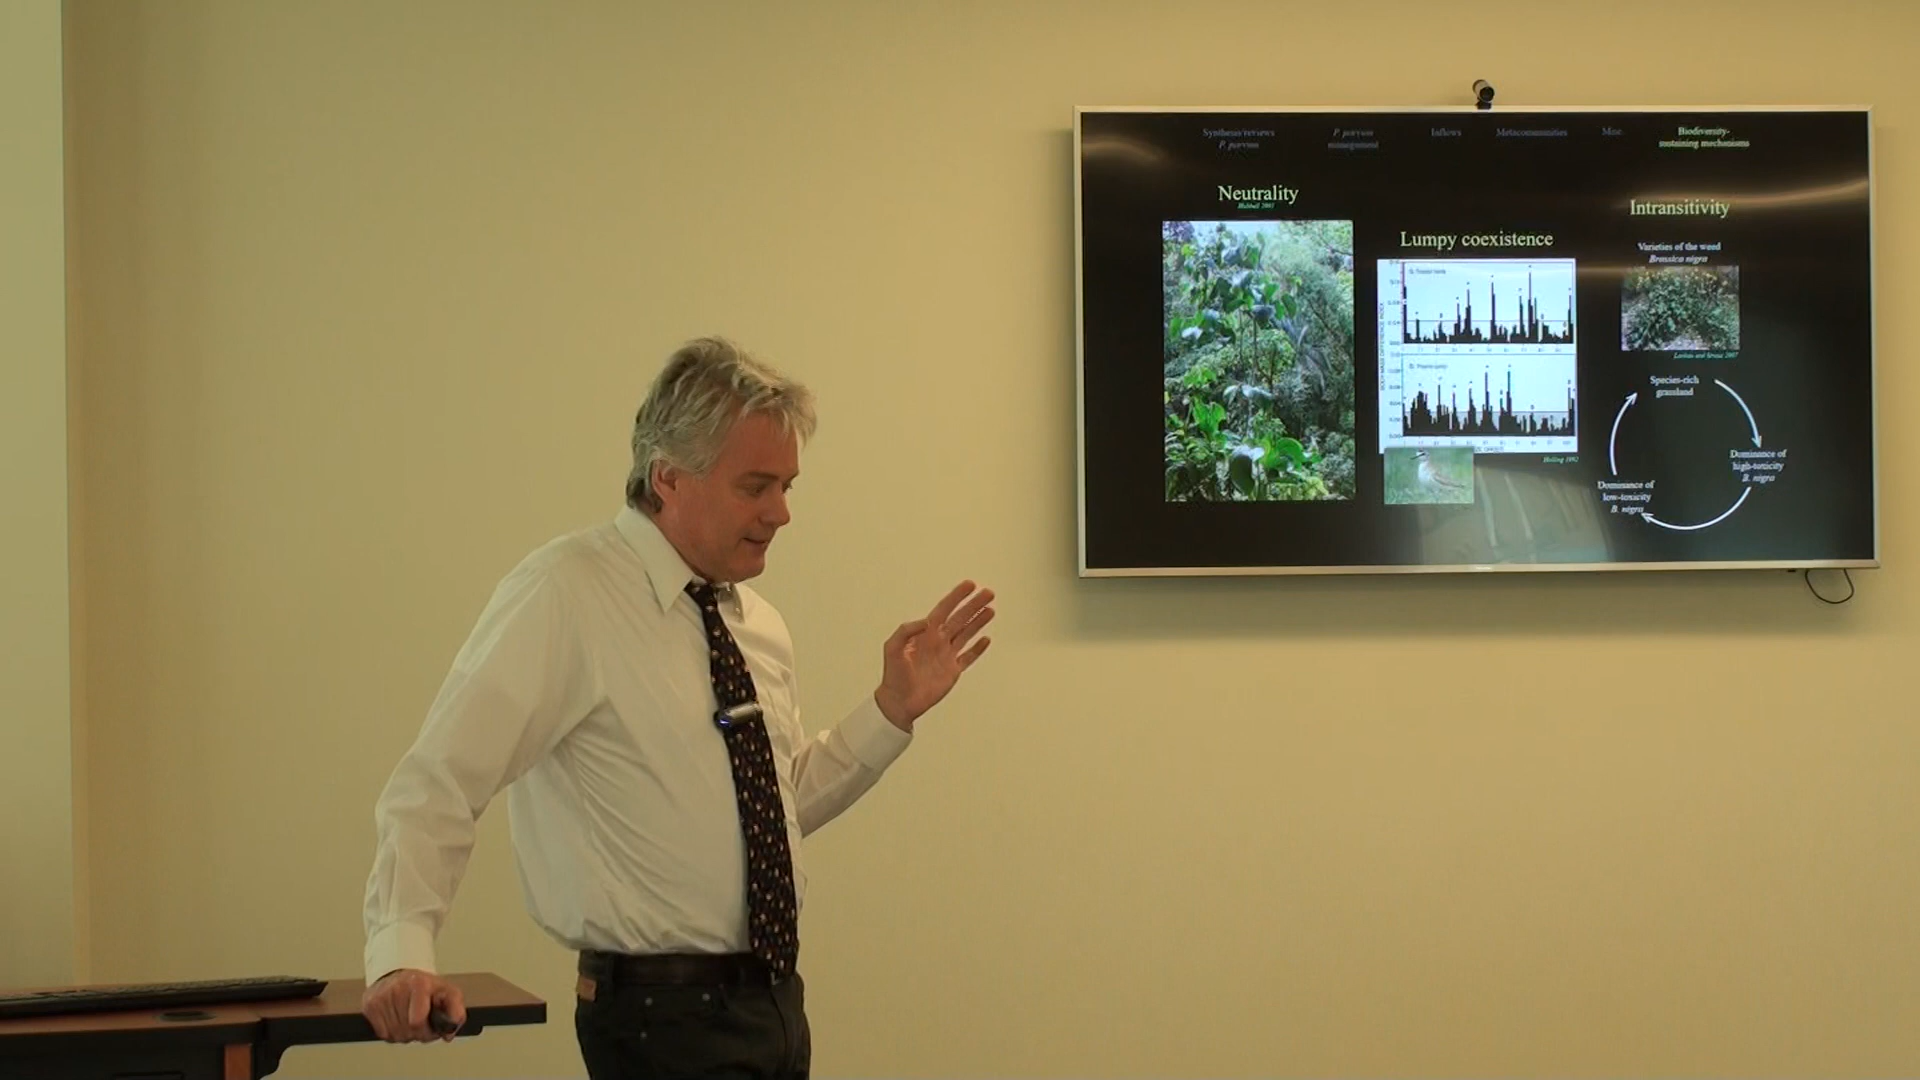 Synthesis/reviews
P. parvum
P. parvum
management
Inflows
Metacommunities
Misc.
Biodiversity-
sustaining mechanisms
Neutrality
Hubbell 2001
Lumpy coexistence
Holling 1992
Intransitivity
Varieties of the weed
Brassica nigra
Lankau and Strauss 2007
Species-rich
grassland
Dominance of
high-toxicity
B. nigra
Dominance of
low-toxicity
B. nigra